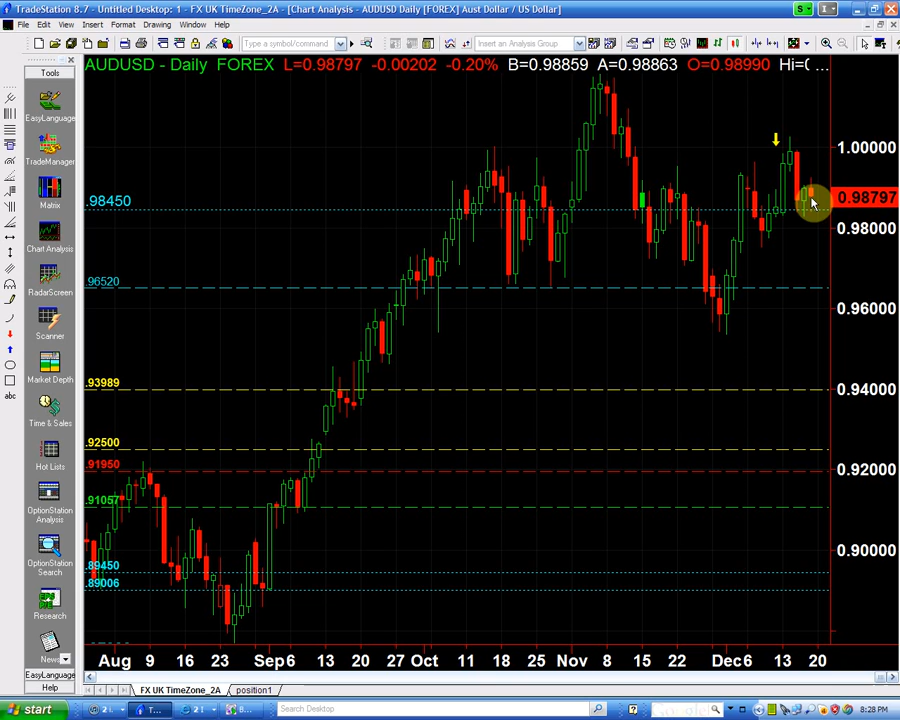 TradeStation 8.7 - Untitled Desktop: 1 - FX UK TimeZone_2A - [Chart Analysis - AUDUSD Daily [FOREX] Aust Dollar / US Dollar]
File Edit View Insert Format Drawing Window Help
Type a symbol/command
Insert an Analysis Group
Tools
EasyLanguage
TradeManager
Matrix
Chart Analysis
RadarScreen
Scanner
Market Depth
Time & Sales
Hot Lists
OptionStation Analysis
OptionStation Search
Research
News
EasyLanguage
Help
AUDUSD - Daily FOREX L=0.98797 -0.00202 -0.20% B=0.98859 A=0.98863 O=0.98990 ...
1.00000
.98450
0.98797
0.98000
.96520
0.96000
.93989
0.94000
.92500
.91950
0.92000
.91057
.89450
0.90000
.89006
Aug 9 16 23 Sep6 13 20 27 Oct 11 18 25 Nov 8 15 22 Dec6 13 20
FX UK TimeZone_2A position1
start
Search Desktop
8:28 PM